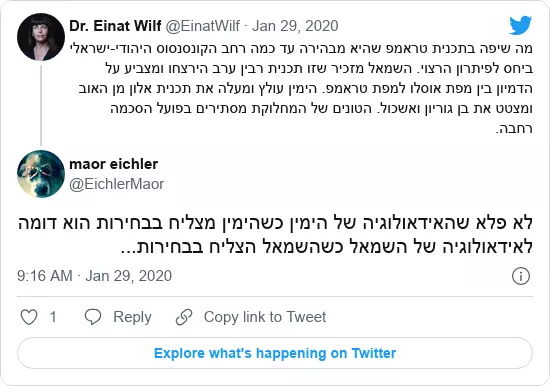 Dr. Einat Wilf @EinatWilf · Jan 29, 2020
מה שיפה בתכנית טראמפ שהיא מבהירה עד כמה רחב הקונסנסוס היהודי-ישראלי
ביחס לפיתרון הרצוי. השמאל מזכיר שזו תכנית רבין ערב הירצחו ומצביע על
הדמיון בין מפת אוסלו למפת טראמפ. הימין עולץ ומעלה את תכנית אלון מן האוב
ומצטט את בן גוריון ואשכול. הטונים של המחלוקת מסתירים בפועל הסכמה
רחבה.
maor eichler
@EichlerMaor
לא פלא שהאידאולוגיה של הימין כשהימין מצליח בבחירות הוא דומה
לאידאולוגיה של השמאל כשהשמאל הצליח בבחירות...
9:16 AM · Jan 29, 2020
1 Reply Copy link to Tweet
Explore what's happening on Twitter